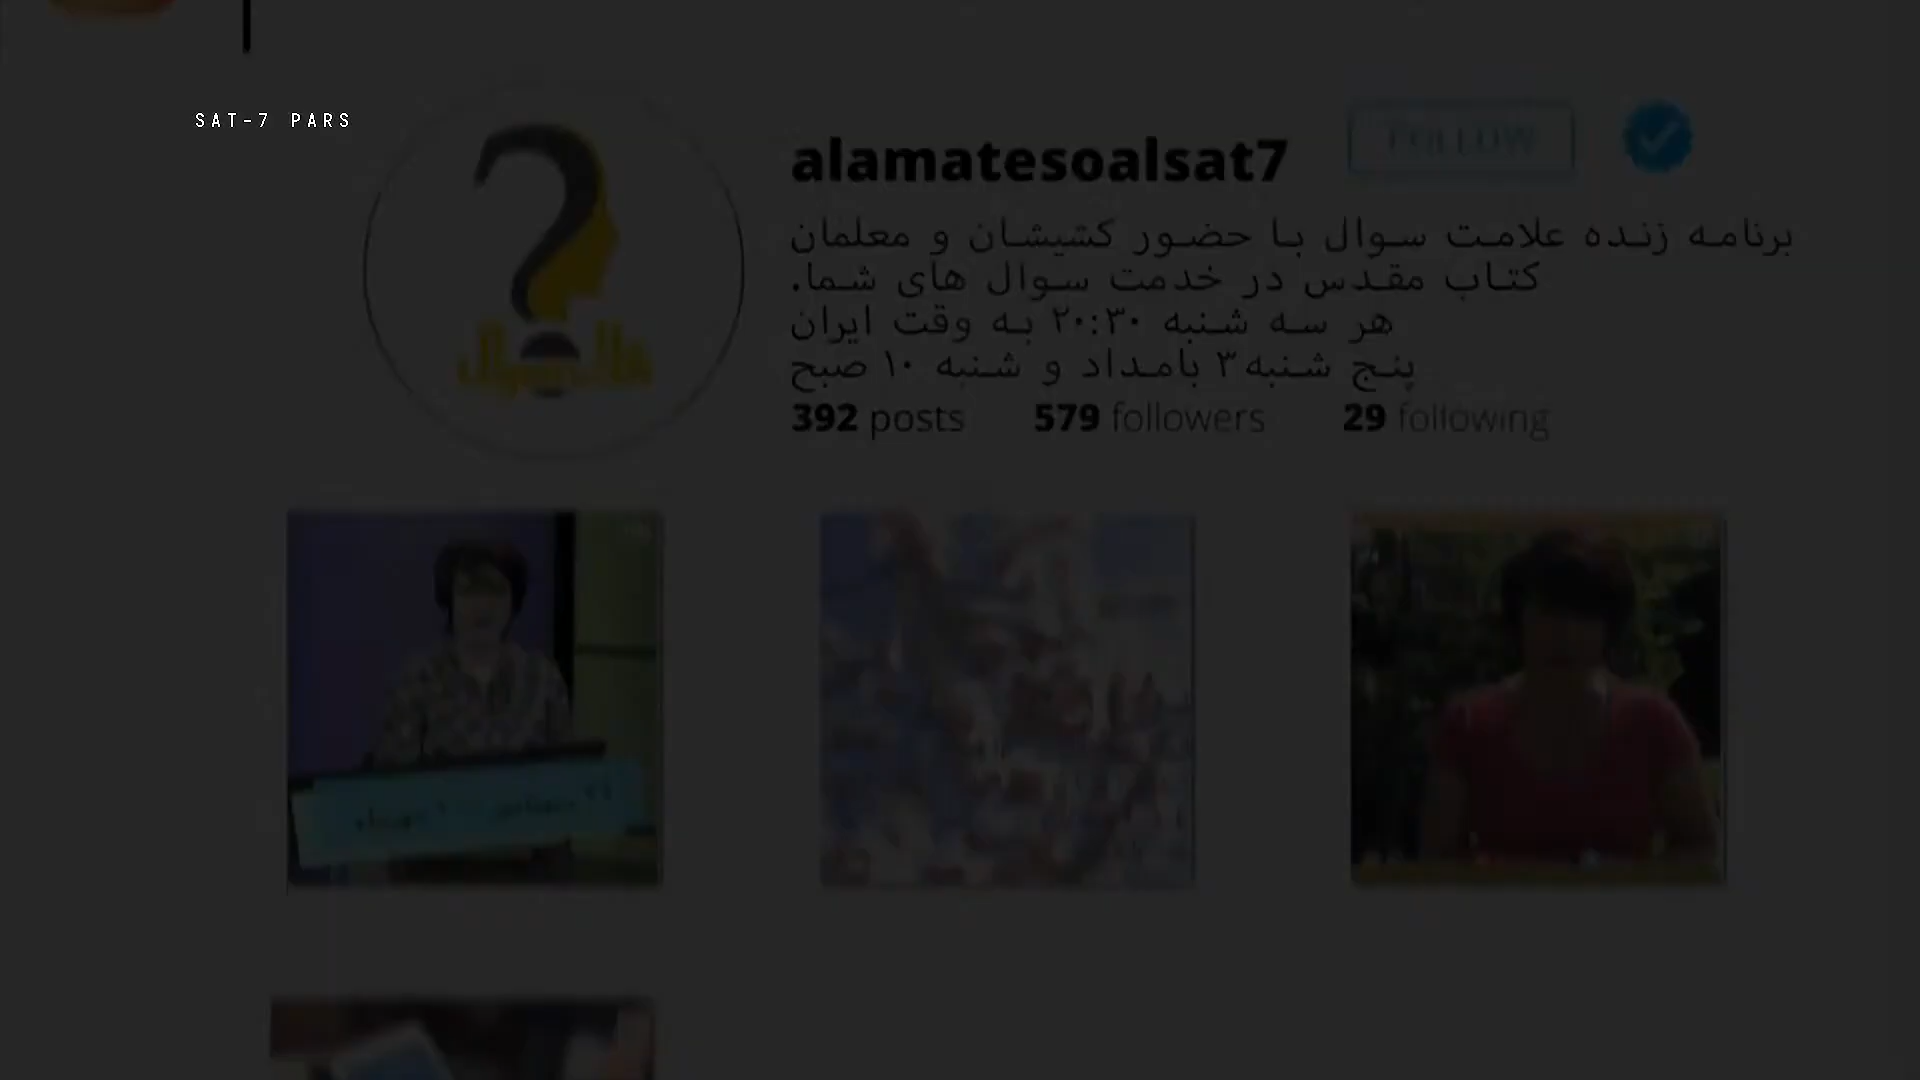 SAT-7 PARS
alamatesoalsat7
FOLLOW
برنامه زنده علامت سوال با حضور کشیشان و معلمان
کتاب مقدس در خدمت سوال های شما.
هر سه شنبه ۲۰:۳۰ به وقت ایران
پنج شنبه ۳ بامداد و شنبه ۱۰ صبح
392 posts 579 followers 29 following